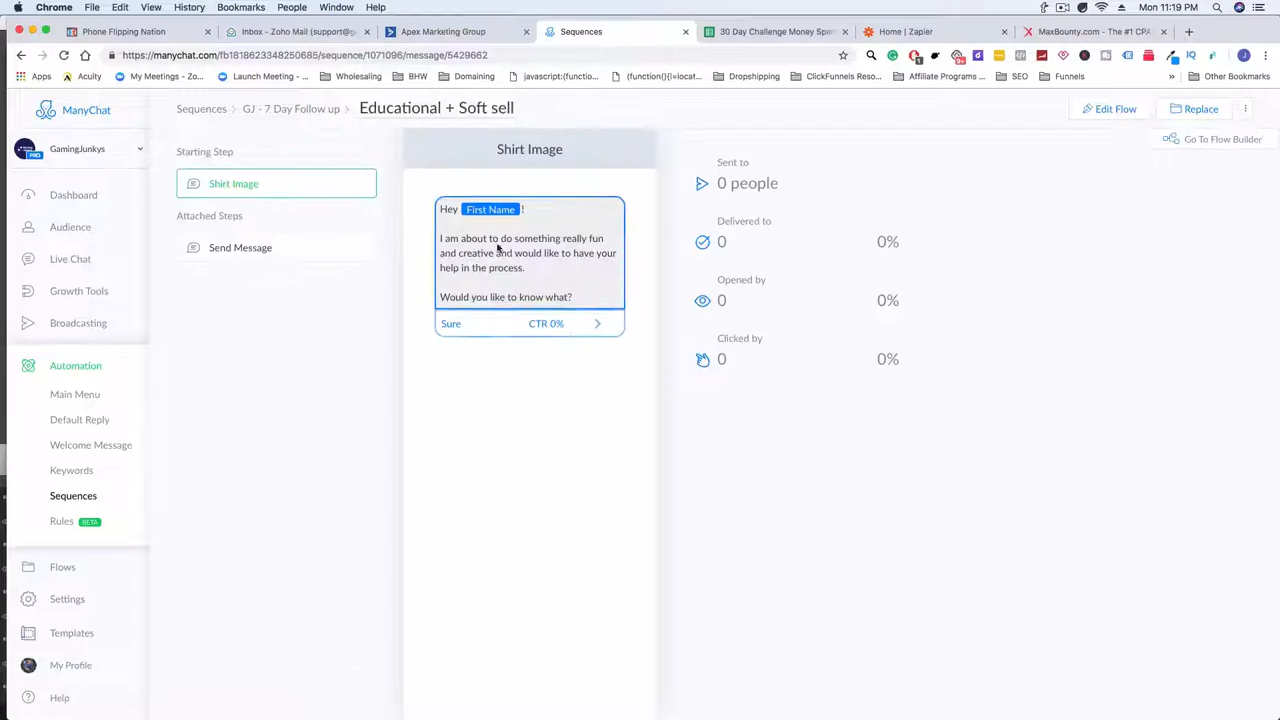 Chrome File Edit View History Bookmarks People Window Help Mon 11:19 PM
Phone Flipping Nation
Inbox - Zoho Mail (support@g
Apex Marketing Group
Sequences
30 Day Challenge Money Spen
Home | Zapier
MaxBounty.com - The #1 CPA
https://manychat.com/fb181862334825068​5/sequence/1071096/message/5429662
Apps Acuity My Meetings - Zo... Launch Meeting - ... Wholesaling BHW Domaining javascript:(functio... (function(){l=locat... Dropshipping ClickFunnels Reso... Affiliate Programs ... SEO Funnels » Other Bookmarks
ManyChat
Sequences > GJ - 7 Day Follow up > Educational + Soft sell
Edit Flow
Replace
Go To Flow Builder
GamingJunkys
PRO
Dashboard
Audience
Live Chat
Growth Tools
Broadcasting
Automation
Main Menu
Default Reply
Welcome Message
Keywords
Sequences
Rules BETA
Flows
Settings
Templates
My Profile
Help
Starting Step
Shirt Image
Attached Steps
Send Message
Shirt Image
Hey First Name !
I am about to do something really fun
and creative and would like to have your
help in the process.
Would you like to know what?
Sure CTR 0%
Sent to
0 people
Delivered to
0 0%
Opened by
0 0%
Clicked by
0 0%